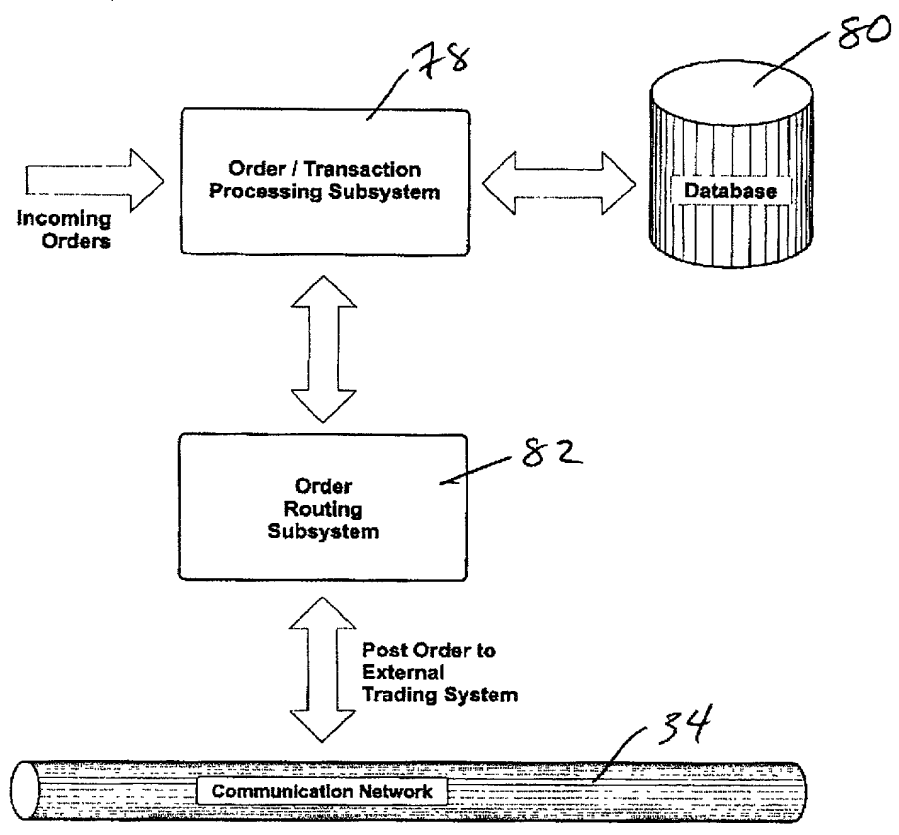 78
80
Order / Transaction
Processing Subsystem
Database
Incoming
Orders
82
Order
Routing
Subsystem
Post Order to
External
Trading System
34
Communication Network